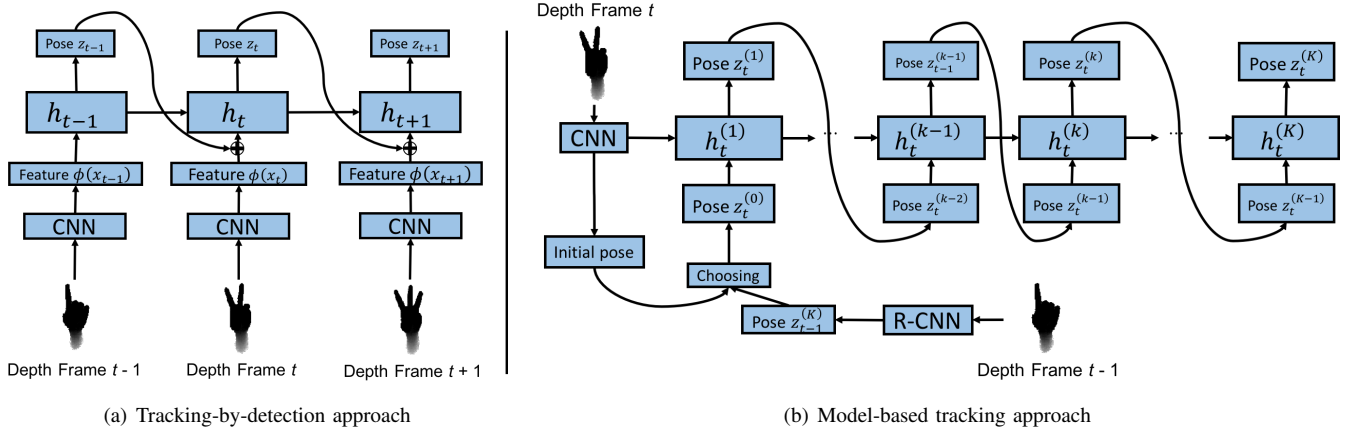 Pose z_{t-1}
Pose z_t
Pose z_{t+1}
h_{t-1}
h_t
h_{t+1}
Feature ϕ(x_{t-1})
Feature ϕ(x_t)
Feature ϕ(x_{t+1})
CNN
CNN
CNN
Depth Frame t - 1
Depth Frame t
Depth Frame t + 1
(a) Tracking-by-detection approach
Depth Frame t
Pose z_t^{(1)}
Pose z_{t-1}^{(k-1)}
Pose z_t^{(k)}
Pose z_t^{(K)}
CNN
h_t^{(1)}
...
h_t^{(k-1)}
h_t^{(k)}
...
h_t^{(K)}
Pose z_t^{(0)}
Pose z_t^{(k-2)}
Pose z_t^{(k-1)}
Pose z_t^{(K-1)}
Initial pose
Choosing
Pose z_{t-1}^{(K)}
R-CNN
Depth Frame t - 1
(b) Model-based tracking approach